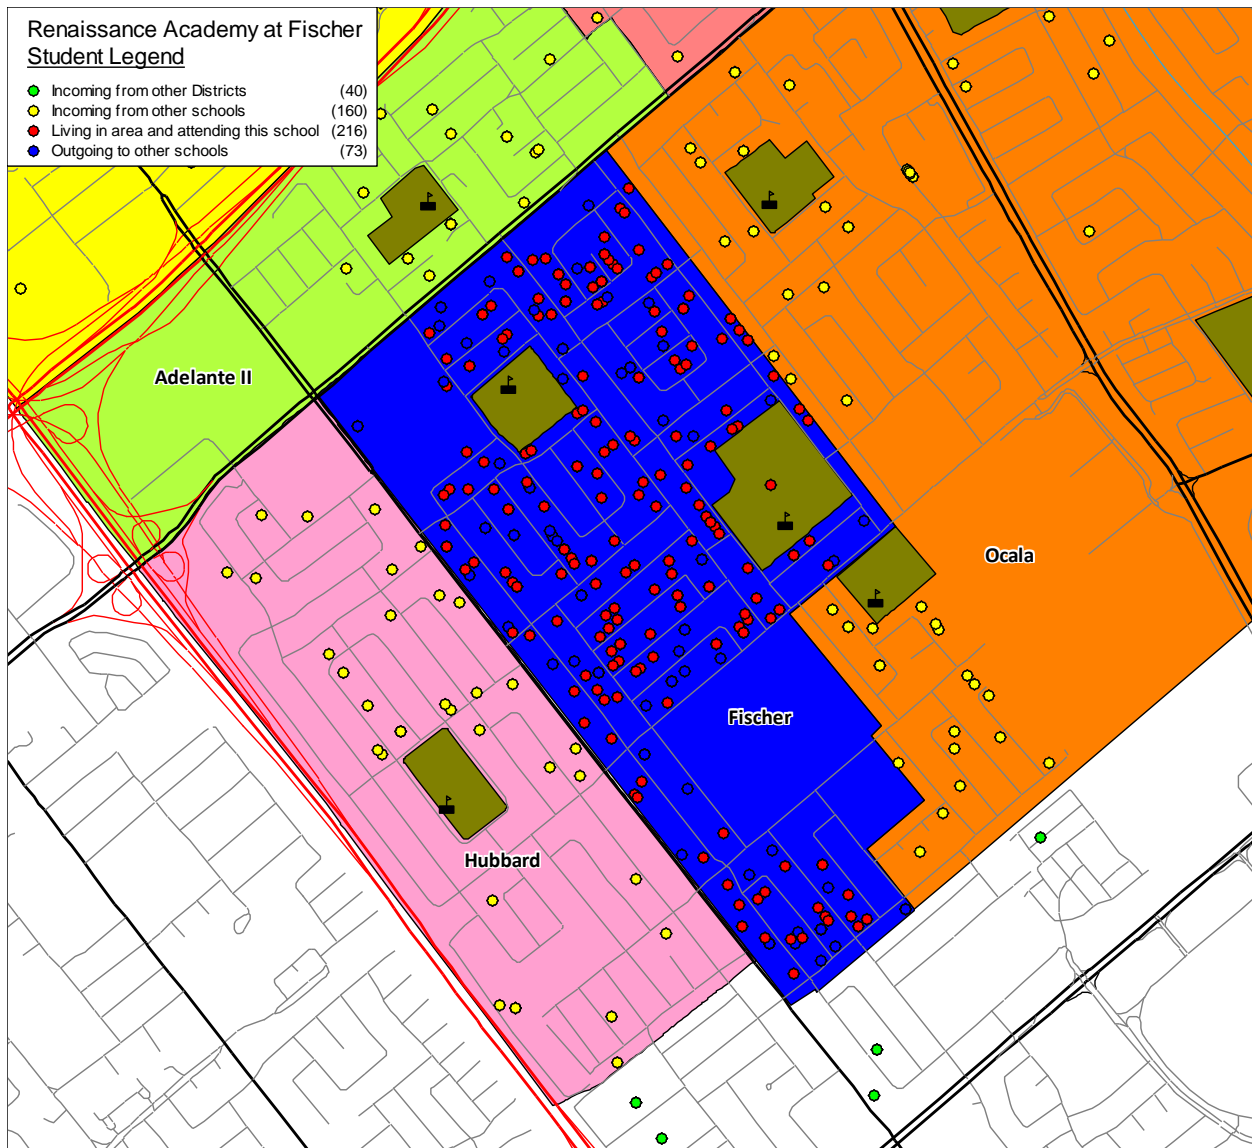 Renaissance Academy at Fischer
Student Legend
Incoming from other Districts (40)
Incoming from other schools (160)
Living in area and attending this school (216)
Outgoing to other schools (73)
Adelante II
Ocala
Fischer
Hubbard